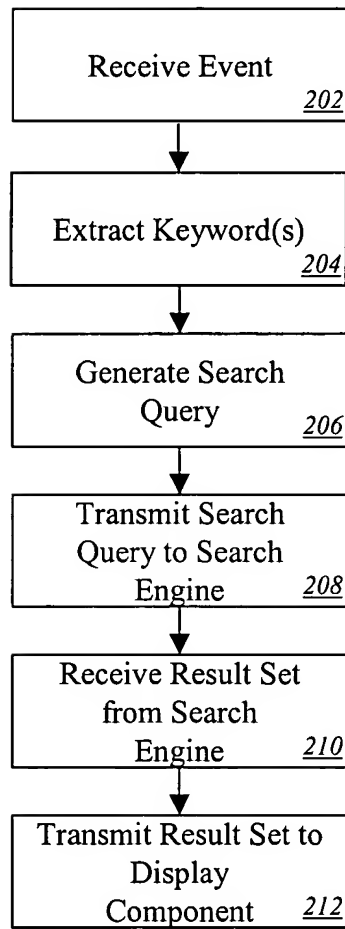 Receive Event
202
Extract Keyword(s)
204
Generate Search
Query
206
Transmit Search
Query to Search
Engine
208
Receive Result Set
from Search
Engine
210
Transmit Result Set to
Display
Component
212